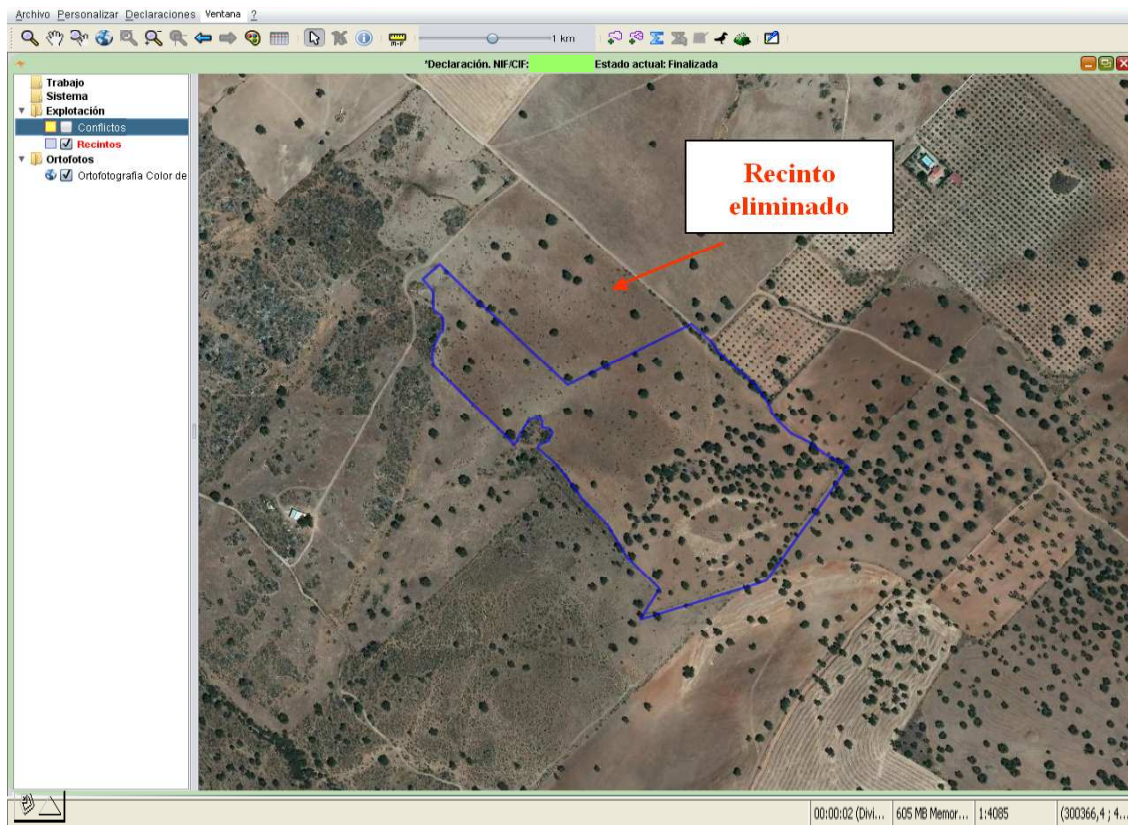 Archivo Personalizar Declaraciones Ventana ?
m-P
1 km
*Declaración. NIF/CIF: Estado actual: Finalizada
Trabajo
Sistema
Explotación
Conflictos
Recintos
Ortofotos
Ortofotografia Color de
Recinto
eliminado
00:00:02 (Divi... 605 MB Memor... 1:4085 (300366,4 ; 4...